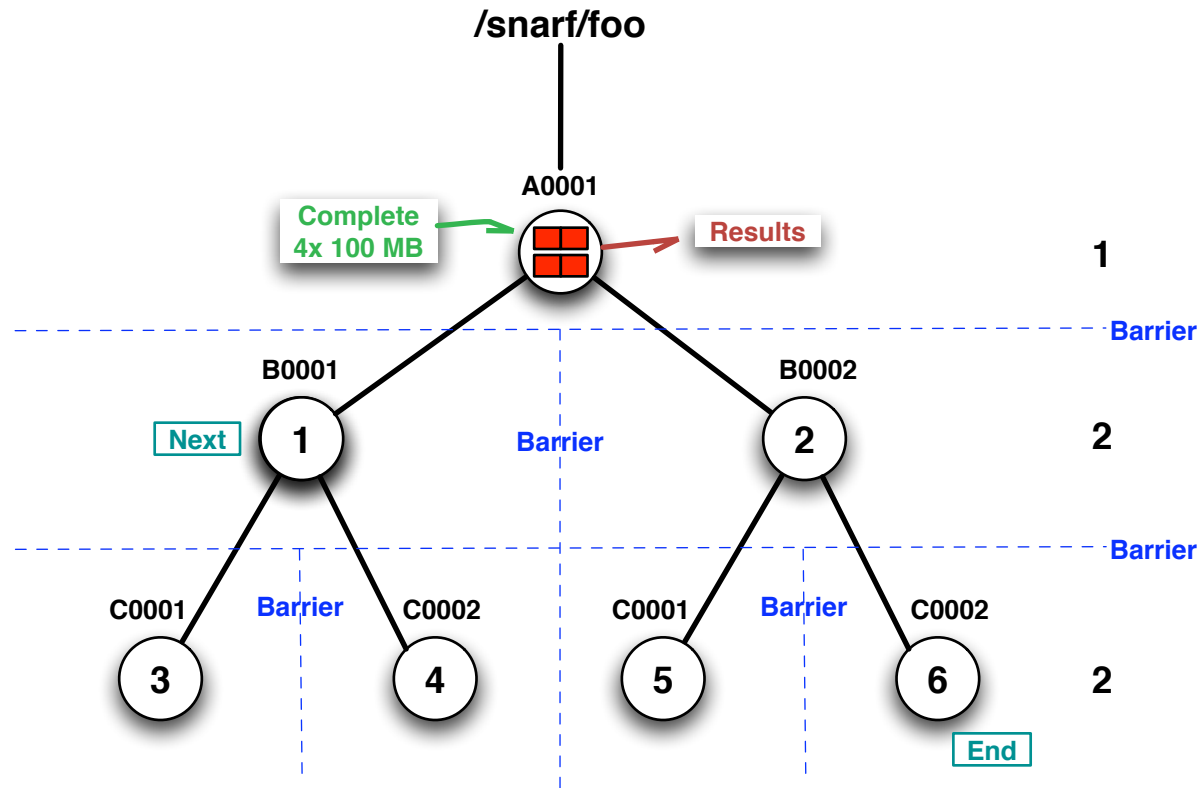 /snarf/foo
A0001
Complete
4x 100 MB
Results
1
Barrier
B0001
B0002
Next
1
Barrier
2
2
Barrier
C0001
Barrier
C0002
C0001
Barrier
C0002
3
4
5
6
2
End